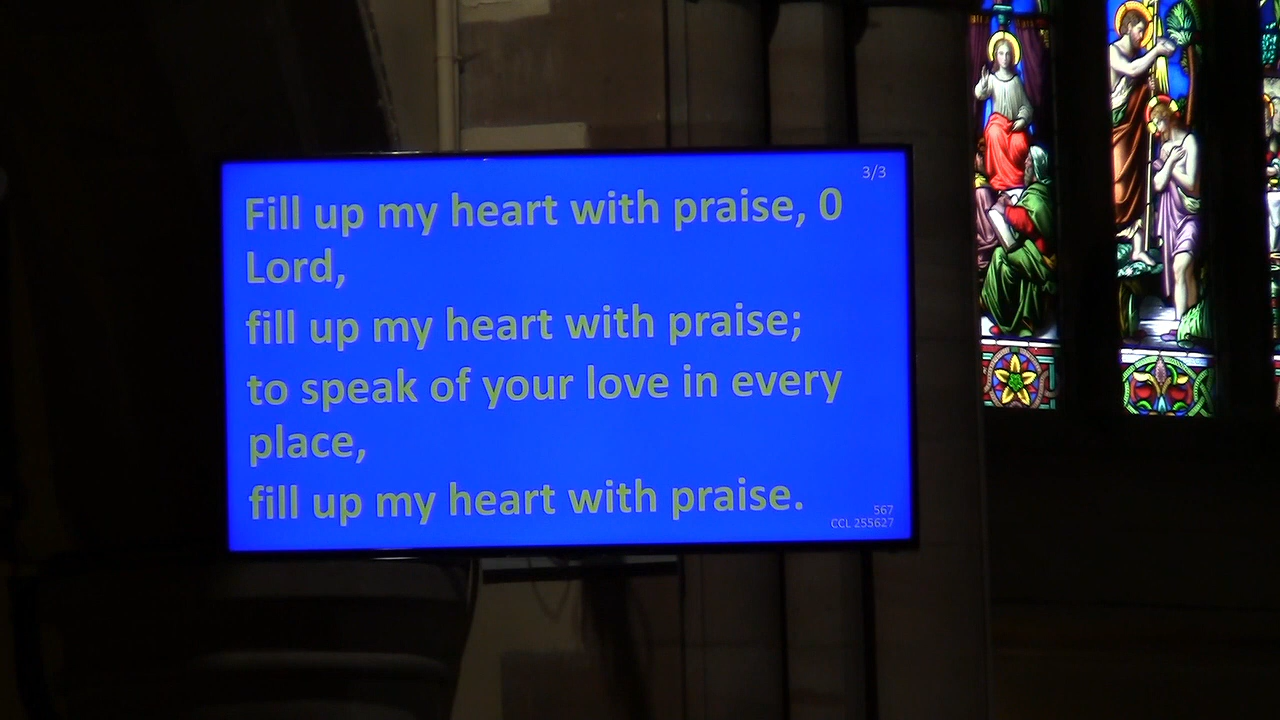 3/3
Fill up my heart with praise, 0
Lord,
fill up my heart with praise;
to speak of your love in every
place,
fill up my heart with praise.
567
CCL 255627